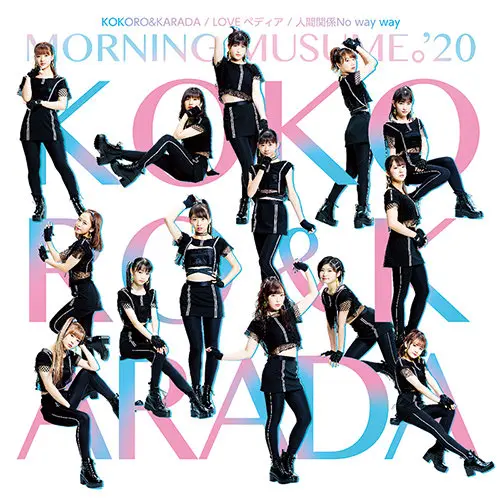 KOKORO&KARADA / LOVEペディア / 人間関係No way way
MORNING MUSUME。'20
KOKO
RO&K
ARADA